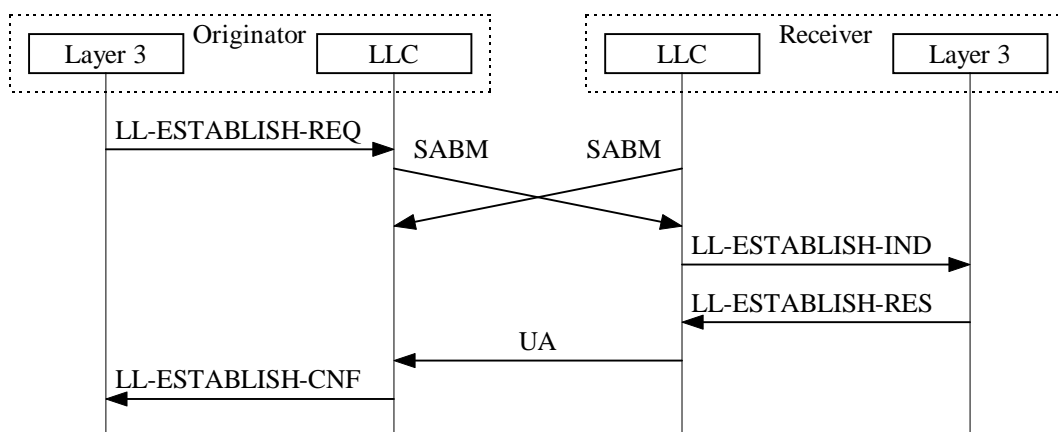 Originator
Receiver
Layer 3
LLC
LLC
Layer 3
LL-ESTABLISH-REQ
SABM
SABM
LL-ESTABLISH-IND
LL-ESTABLISH-RES
UA
LL-ESTABLISH-CNF